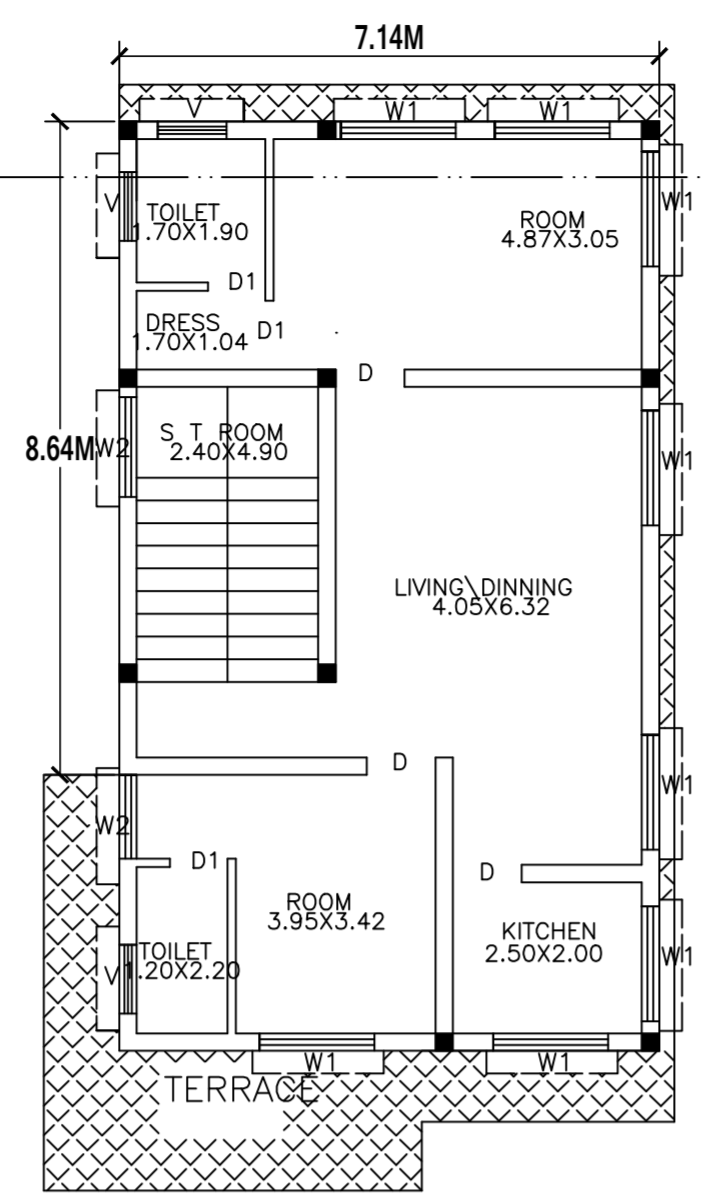 7.14M
V
W1
W1
V
TOILET
1.70X1.90
ROOM
4.87X3.05
W1
D1
DRESS
1.70X1.04
D1
D
8.64M
W2
S T ROOM
2.40X4.90
W1
LIVING\DINNING
4.05X6.32
D
W1
W2
D1
D
ROOM
3.95X3.42
KITCHEN
2.50X2.00
TOILET
1.20X2.20
V
W1
W1
W1
TERRACE